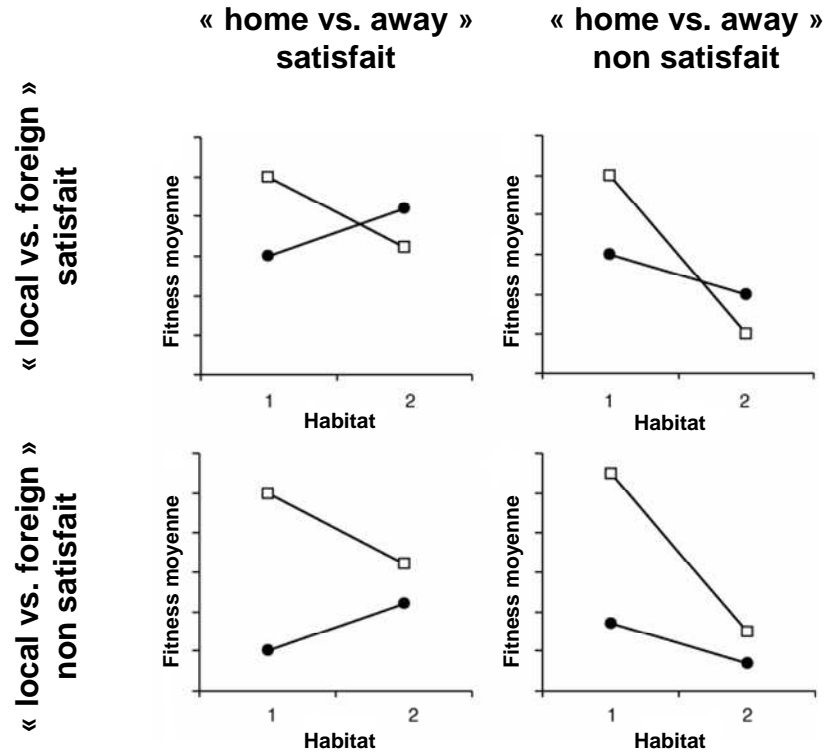 « home vs. away »
satisfait
« home vs. away »
non satisfait
« local vs. foreign »
satisfait
Fitness moyenne
1
2
Habitat
Fitness moyenne
1
2
Habitat
« local vs. foreign »
non satisfait
Fitness moyenne
1
2
Habitat
Fitness moyenne
1
2
Habitat